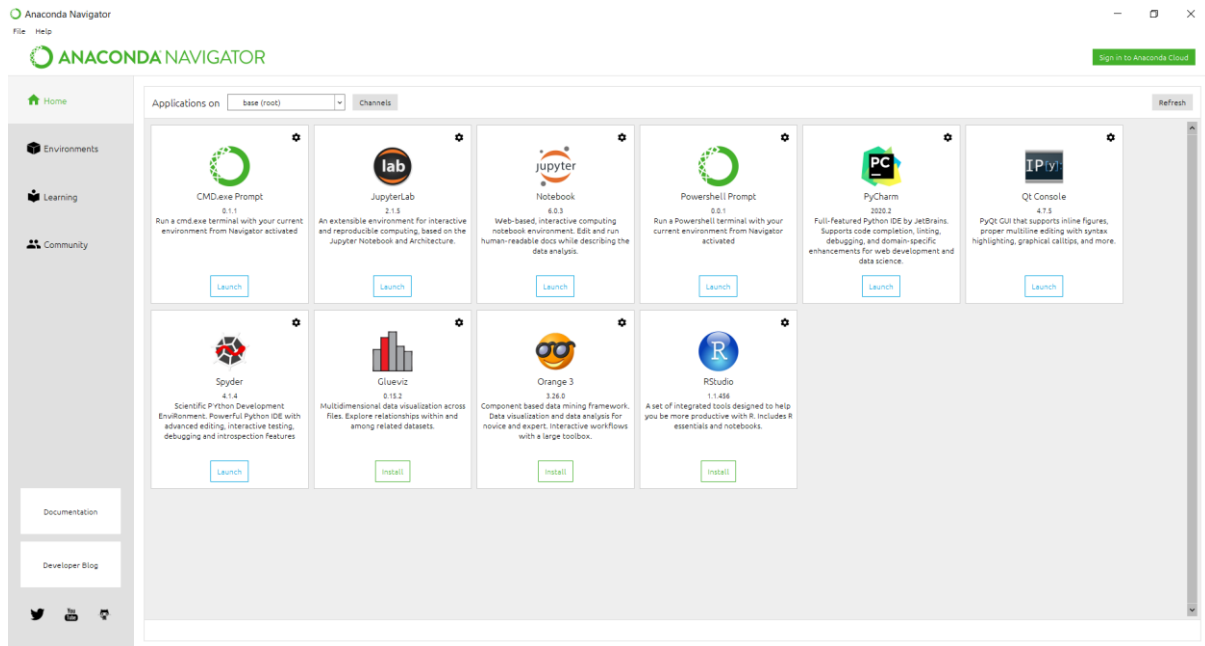 Anaconda Navigator
File Help
ANACONDA NAVIGATOR
Sign in to Anaconda Cloud
Home
Environments
Learning
Community
Documentation
Developer Blog
You
Tube
Applications on base (root) Channels Refresh
CMD.exe Prompt
0.1.1
Run a cmd.exe terminal with your current
environment from Navigator activated
Launch
lab
JupyterLab
2.1.5
An extensible environment for interactive
and reproducible computing, based on the
Jupyter Notebook and Architecture.
Launch
jupyter
Notebook
6.0.3
Web-based, interactive computing
notebook environment. Edit and run
human-readable docs while describing the
data analysis.
Launch
Powershell Prompt
0.0.1
Run a Powershell terminal with your
current environment from Navigator
activated
Launch
PC
PyCharm
2020.2
Full-featured Python IDE by JetBrains.
Supports code completion, linting,
debugging, and domain-specific
enhancements for web development and
data science.
Launch
IP[y]:
Qt Console
4.7.5
PyQt GUI that supports inline figures,
proper multiline editing with syntax
highlighting, graphical calltips, and more.
Launch
Spyder
4.1.4
Scientific PYthon Development
EnviRonment. Powerful Python IDE with
advanced editing, interactive testing,
debugging and introspection features
Launch
Glueviz
0.15.2
Multidimensional data visualization across
files. Explore relationships within and
among related datasets.
Install
Orange 3
3.26.0
Component based data mining framework.
Data visualization and data analysis for
novice and expert. Interactive workflows
with a large toolbox.
Install
R
RStudio
1.1.456
A set of integrated tools designed to help
you be more productive with R. Includes R
essentials and notebooks.
Install